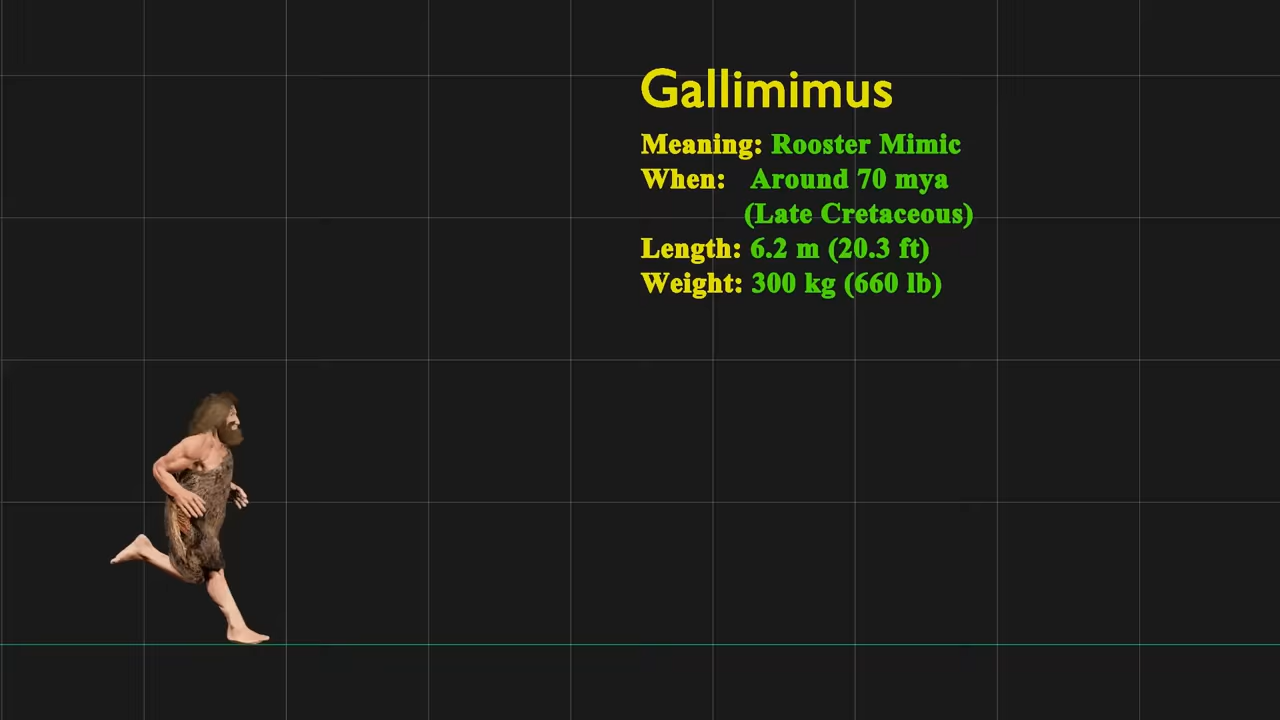 Gallimimus
Meaning: Rooster Mimic
When: Around 70 mya
(Late Cretaceous)
Length: 6.2 m (20.3 ft)
Weight: 300 kg (660 lb)